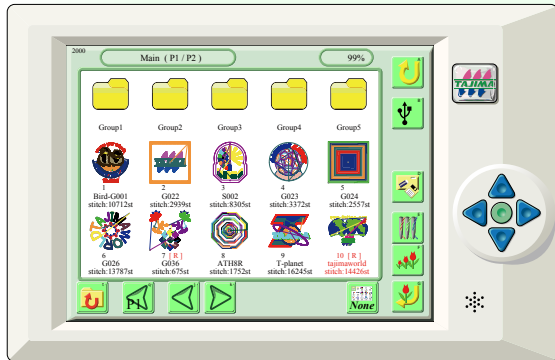 2000
Main ( P1 / P2 )
99%
Group1
Group2
Group3
Group4
Group5
TAJIMA
1
Bird-G001
stitch:10712st
2
G022
stitch:2939st
3
S002
stitch:8305st
4
G023
stitch:3372st
5
G024
stitch:2557st
6
G026
stitch:13787st
7 [ R ]
G036
stitch:675st
8
ATH8R
stitch:1752st
9
T-planet
stitch:16245st
10 [ R ]
tajimaworld
stitch:14426st
P1
None